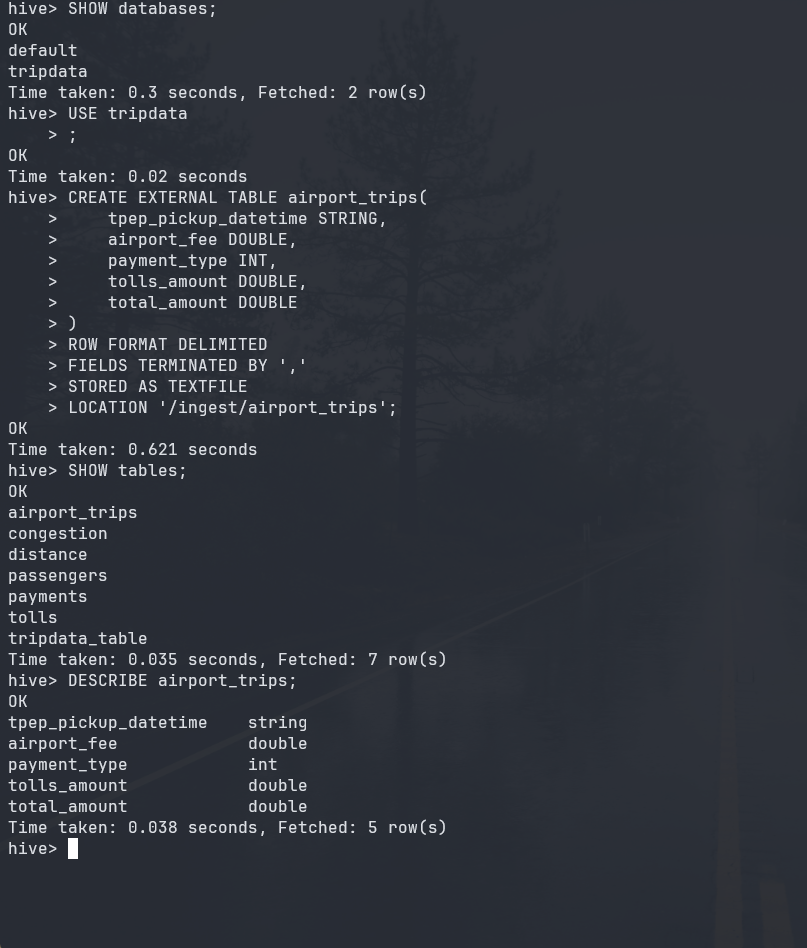 hive> SHOW databases;
OK
default
tripdata
Time taken: 0.3 seconds, Fetched: 2 row(s)
hive> USE tripdata
    > ;
OK
Time taken: 0.02 seconds
hive> CREATE EXTERNAL TABLE airport_trips(
    >     tpep_pickup_datetime STRING,
    >     airport_fee DOUBLE,
    >     payment_type INT,
    >     tolls_amount DOUBLE,
    >     total_amount DOUBLE
    > )
    > ROW FORMAT DELIMITED
    > FIELDS TERMINATED BY ','
    > STORED AS TEXTFILE
    > LOCATION '/ingest/airport_trips';
OK
Time taken: 0.621 seconds
hive> SHOW tables;
OK
airport_trips
congestion
distance
passengers
payments
tolls
tripdata_table
Time taken: 0.035 seconds, Fetched: 7 row(s)
hive> DESCRIBE airport_trips;
OK
tpep_pickup_datetime    string
airport_fee             double
payment_type            int
tolls_amount            double
total_amount            double
Time taken: 0.038 seconds, Fetched: 5 row(s)
hive>